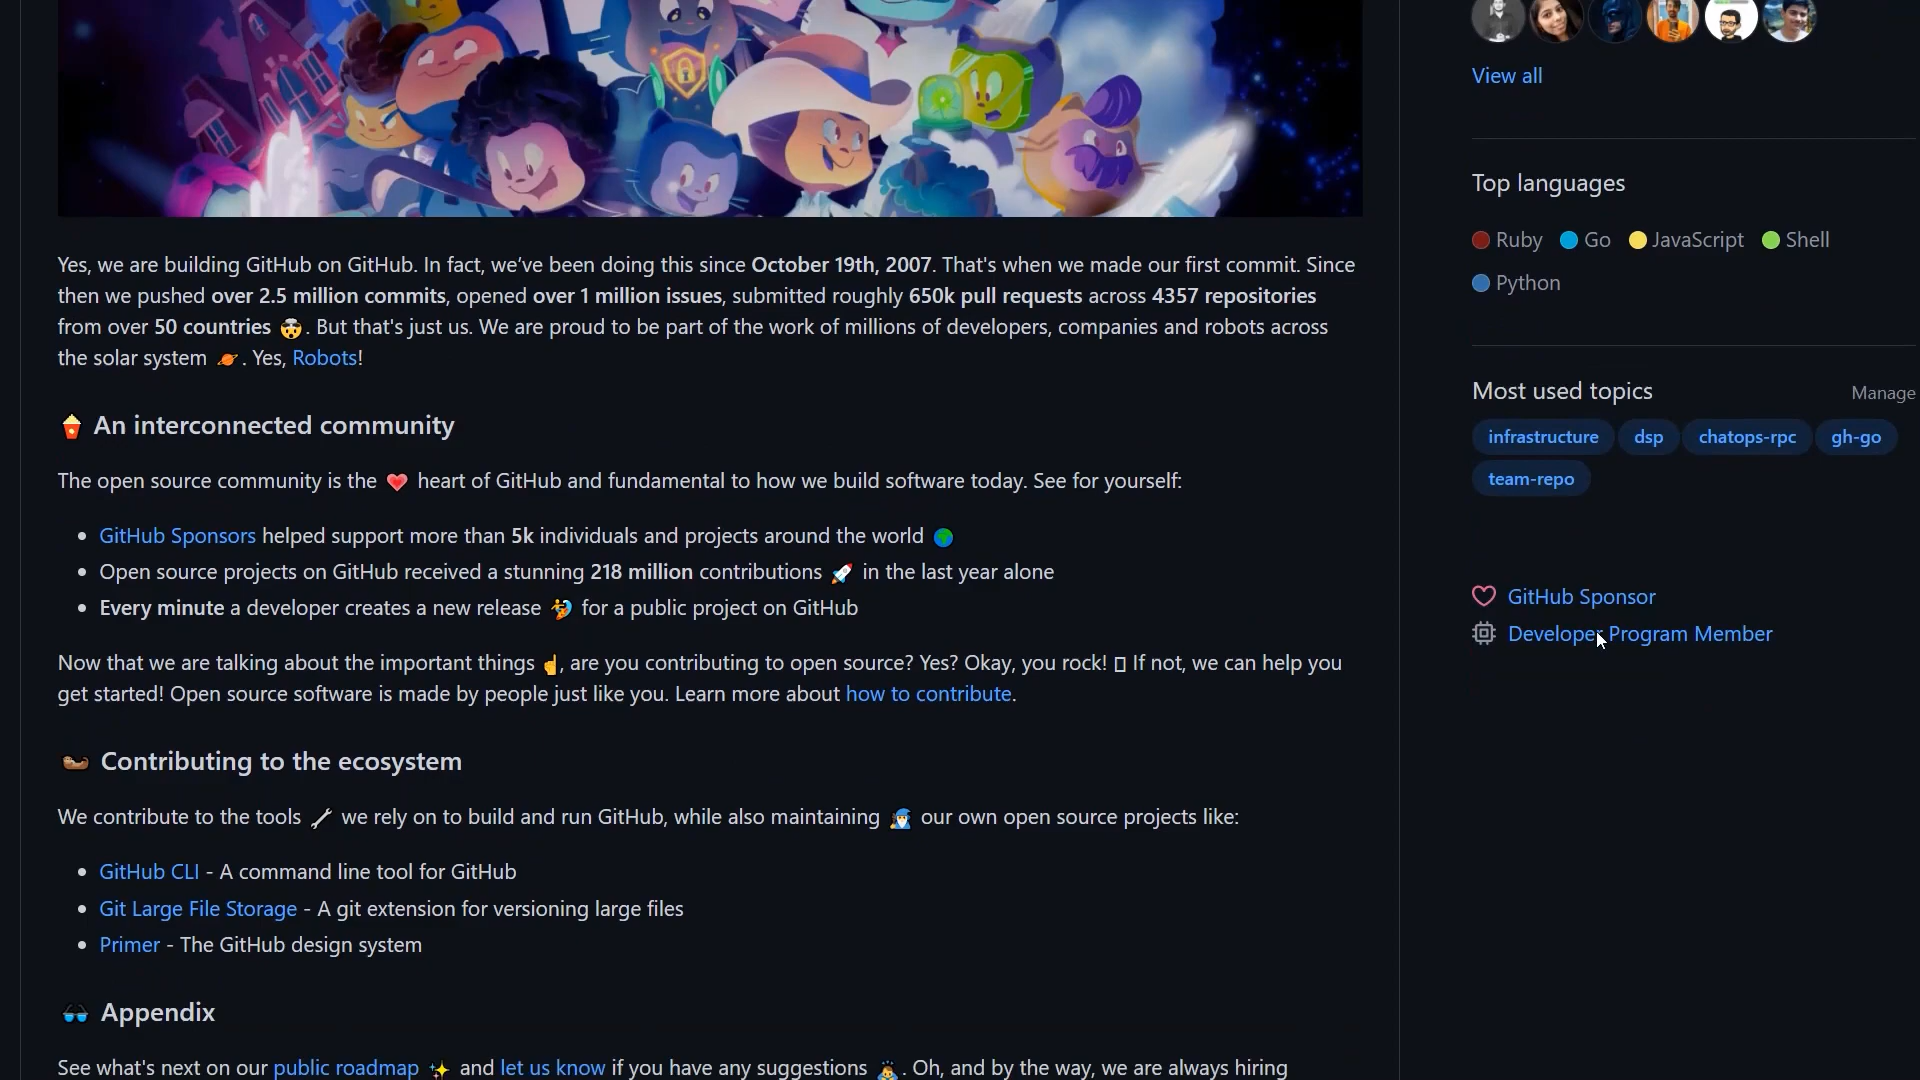 Yes, we are building GitHub on GitHub. In fact, we’ve been doing this since October 19th, 2007. That's when we made our first commit. Since
then we pushed over 2.5 million commits, opened over 1 million issues, submitted roughly 650k pull requests across 4357 repositories
from over 50 countries 🤯. But that's just us. We are proud to be part of the work of millions of developers, companies and robots across
the solar system 🪐. Yes, Robots!
🍿 An interconnected community
The open source community is the ❤️ heart of GitHub and fundamental to how we build software today. See for yourself:
• GitHub Sponsors helped support more than 5k individuals and projects around the world 🌍
• Open source projects on GitHub received a stunning 218 million contributions 🚀 in the last year alone
• Every minute a developer creates a new release 🏄 for a public project on GitHub
Now that we are talking about the important things ☝️, are you contributing to open source? Yes? Okay, you rock! If not, we can help you
get started! Open source software is made by people just like you. Learn more about how to contribute.
🦦 Contributing to the ecosystem
We contribute to the tools 🔧 we rely on to build and run GitHub, while also maintaining 🧙 our own open source projects like:
• GitHub CLI - A command line tool for GitHub
• Git Large File Storage - A git extension for versioning large files
• Primer - The GitHub design system
🕶️ Appendix
See what's next on our public roadmap ✨ and let us know if you have any suggestions 🙇. Oh, and by the way, we are always hiring
View all
Top languages
Ruby Go JavaScript Shell
Python
Most used topics Manage
infrastructure dsp chatops-rpc gh-go
team-repo
GitHub Sponsor
Developer Program Member